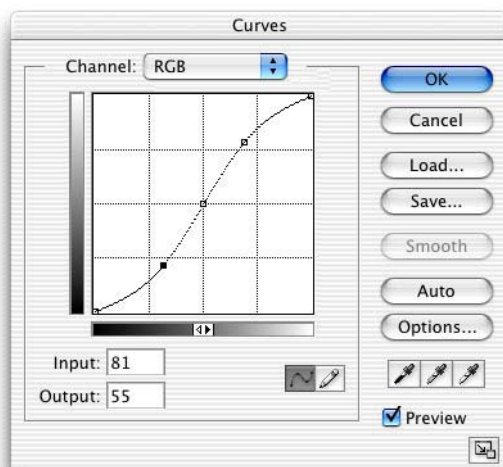 Curves
Channel: RGB
OK
Cancel
Load...
Save...
Smooth
Auto
Options...
Input: 81
Output: 55
Preview